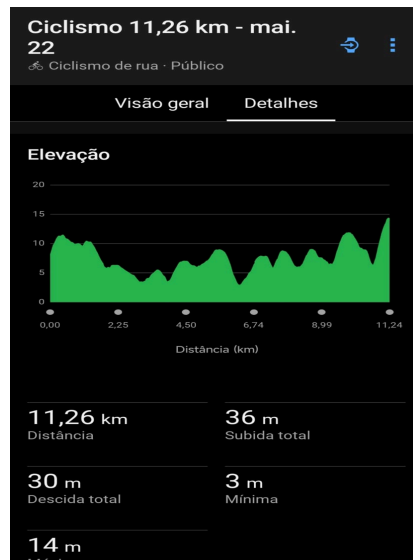 Ciclismo 11,26 km - mai.
22
Ciclismo de rua · Público
Visão geral Detalhes
Elevação
20
15
10
5
0
0,00 2,25 4,50 6,74 8,99 11,24
Distância (km)
11,26 km 36 m
Distância Subida total
30 m 3 m
Descida total Mínima
14 m